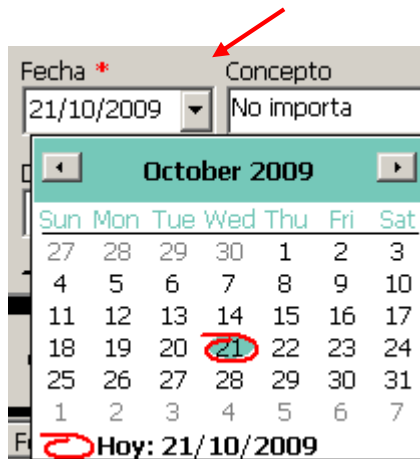 Fecha * Concepto
21/10/2009 No importa
October 2009
Sun Mon Tue Wed Thu Fri Sat
27 28 29 30 1 2 3
4 5 6 7 8 9 10
11 12 13 14 15 16 17
18 19 20 21 22 23 24
25 26 27 28 29 30 31
1 2 3 4 5 6 7
Hoy: 21/10/2009